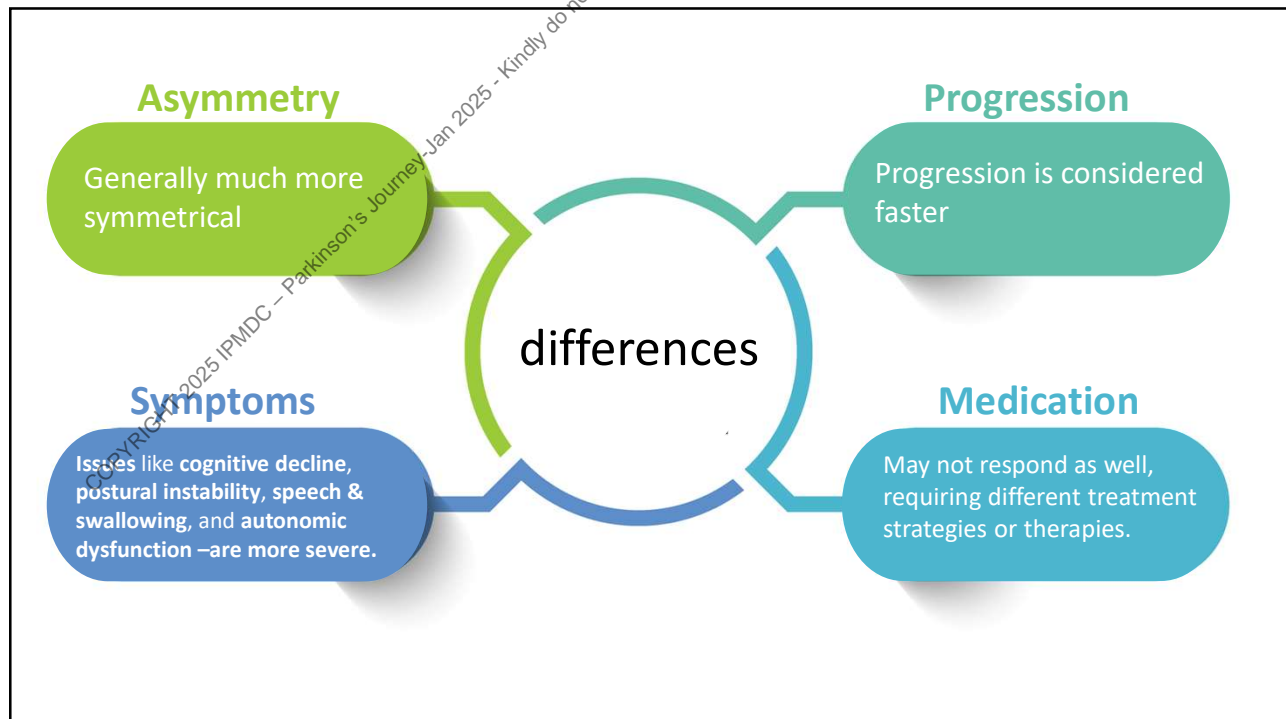 Asymmetry
Generally much more
symmetrical
Progression
Progression is considered
faster
differences
Symptoms
Issues like cognitive decline,
postural instability, speech &
swallowing, and autonomic
dysfunction –are more severe.
Medication
May not respond as well,
requiring different treatment
strategies or therapies.
COPYRIGHT 2025 IPMDC – Parkinson's Journey-Jan 2025 - Kindly do